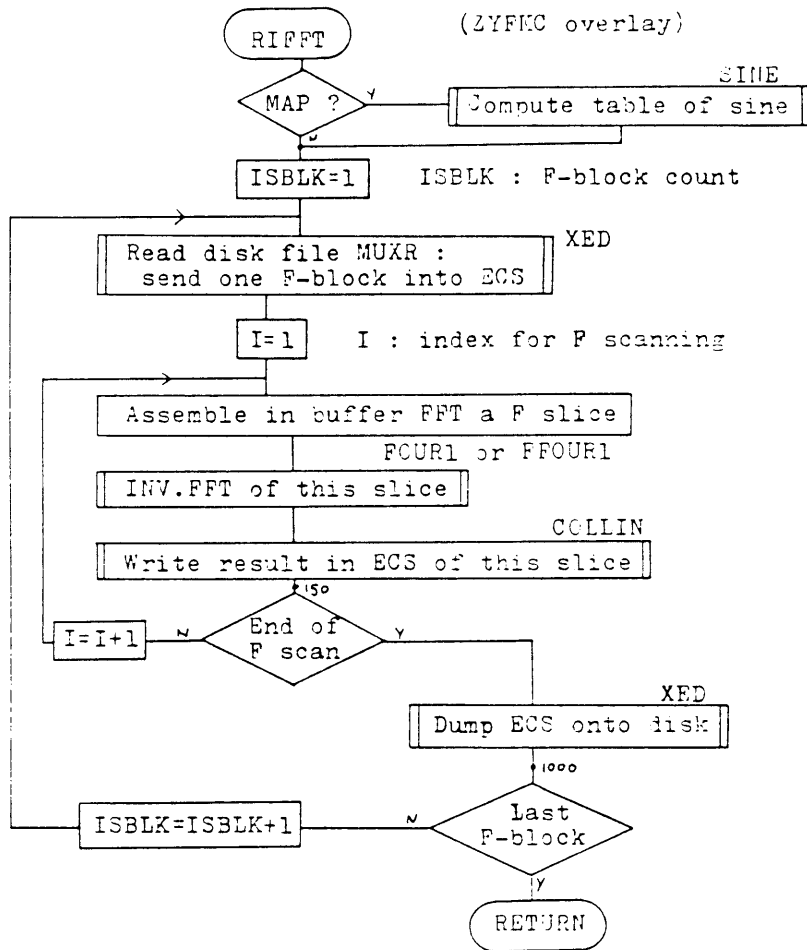 RIFFT
(ZYFMC overlay)
MAP ?
Y
SINE
Compute table of sine
N
ISBLK=1
ISBLK : F-block count
Read disk file MUXR :
XED
send one F-block into ECS
I=1
I : index for F scanning
Assemble in buffer FFT a F slice
FOUR1 or FFOUR1
INV.FFT of this slice
COLLIN
Write result in ECS of this slice
150
I=I+1
N
End of
F scan
Y
XED
Dump ECS onto disk
1000
ISBLK=ISBLK+1
N
Last
F-block
Y
RETURN